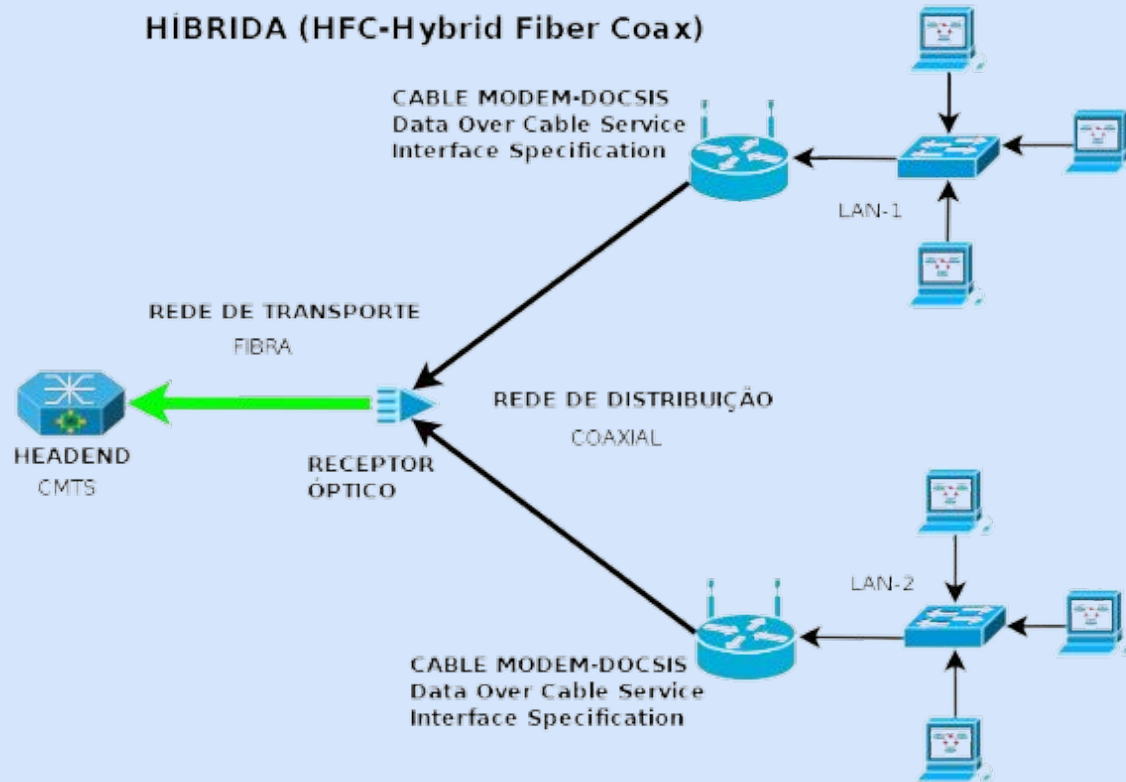 HÍBRIDA (HFC-Hybrid Fiber Coax)
CABLE MODEM-DOCSIS
Data Over Cable Service
Interface Specification
LAN-1
REDE DE TRANSPORTE
FIBRA
HEADEND
CMTS
RECEPTOR
ÓPTICO
REDE DE DISTRIBUIÇÃO
COAXIAL
LAN-2
CABLE MODEM-DOCSIS
Data Over Cable Service
Interface Specification